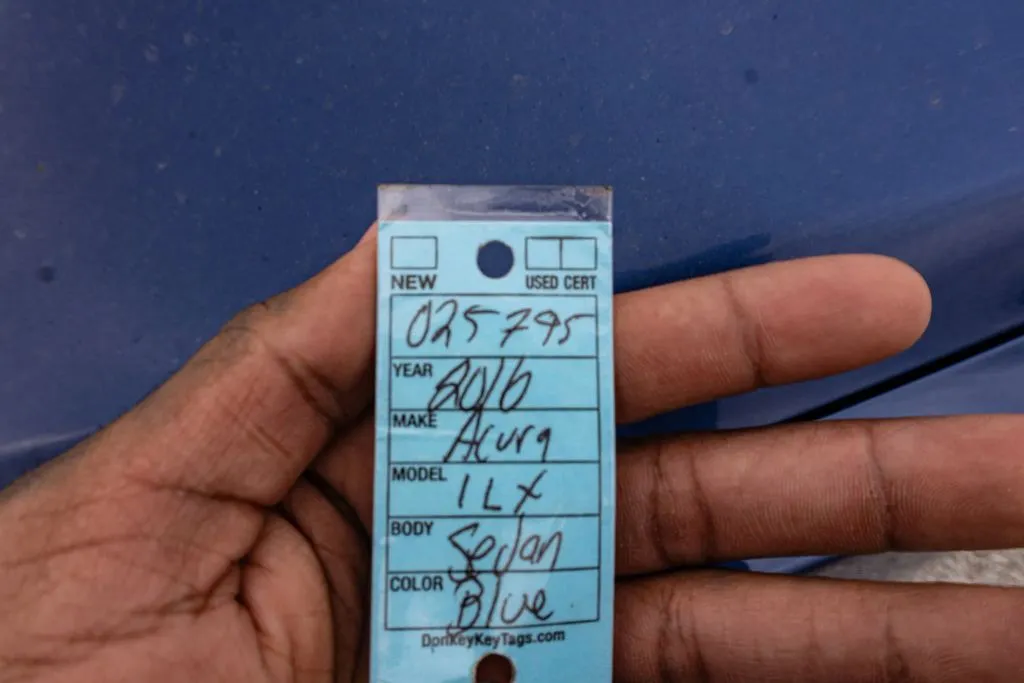 NEW USED CERT
025795
YEAR 2016
MAKE Acura
MODEL ILX
BODY Sedan
COLOR Blue
DonkeyKeyTags.com